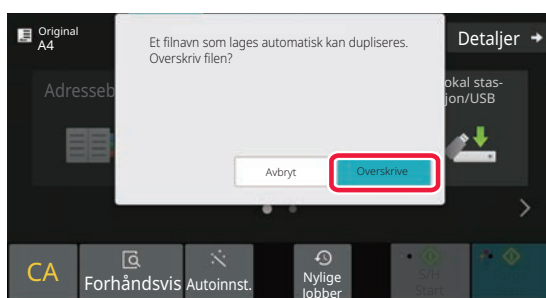 Original
A4
Et filnavn som lages automatisk kan dupliseres.
Overskriv filen?
Detaljer
Adresseb
okal stas-
jon/USB
Avbryt
Overskrive
CA
Forhåndsvis
Autoinnst.
Nylige
jobber
S/H
Start